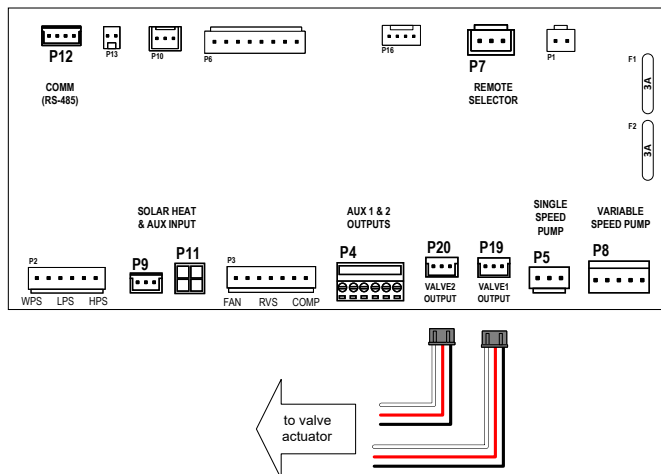 P12
P13
P10
P6
P16
P7
P1
F1
3A
COMM
(RS-485)
REMOTE
SELECTOR
F2
3A
SOLAR HEAT
& AUX INPUT
AUX 1 & 2
OUTPUTS
SINGLE
SPEED
PUMP
VARIABLE
SPEED PUMP
P2
P9
P11
P3
P4
P20
P19
P5
P8
WPS
LPS
HPS
FAN
RVS
COMP
VALVE2
OUTPUT
VALVE1
OUTPUT
to valve
actuator